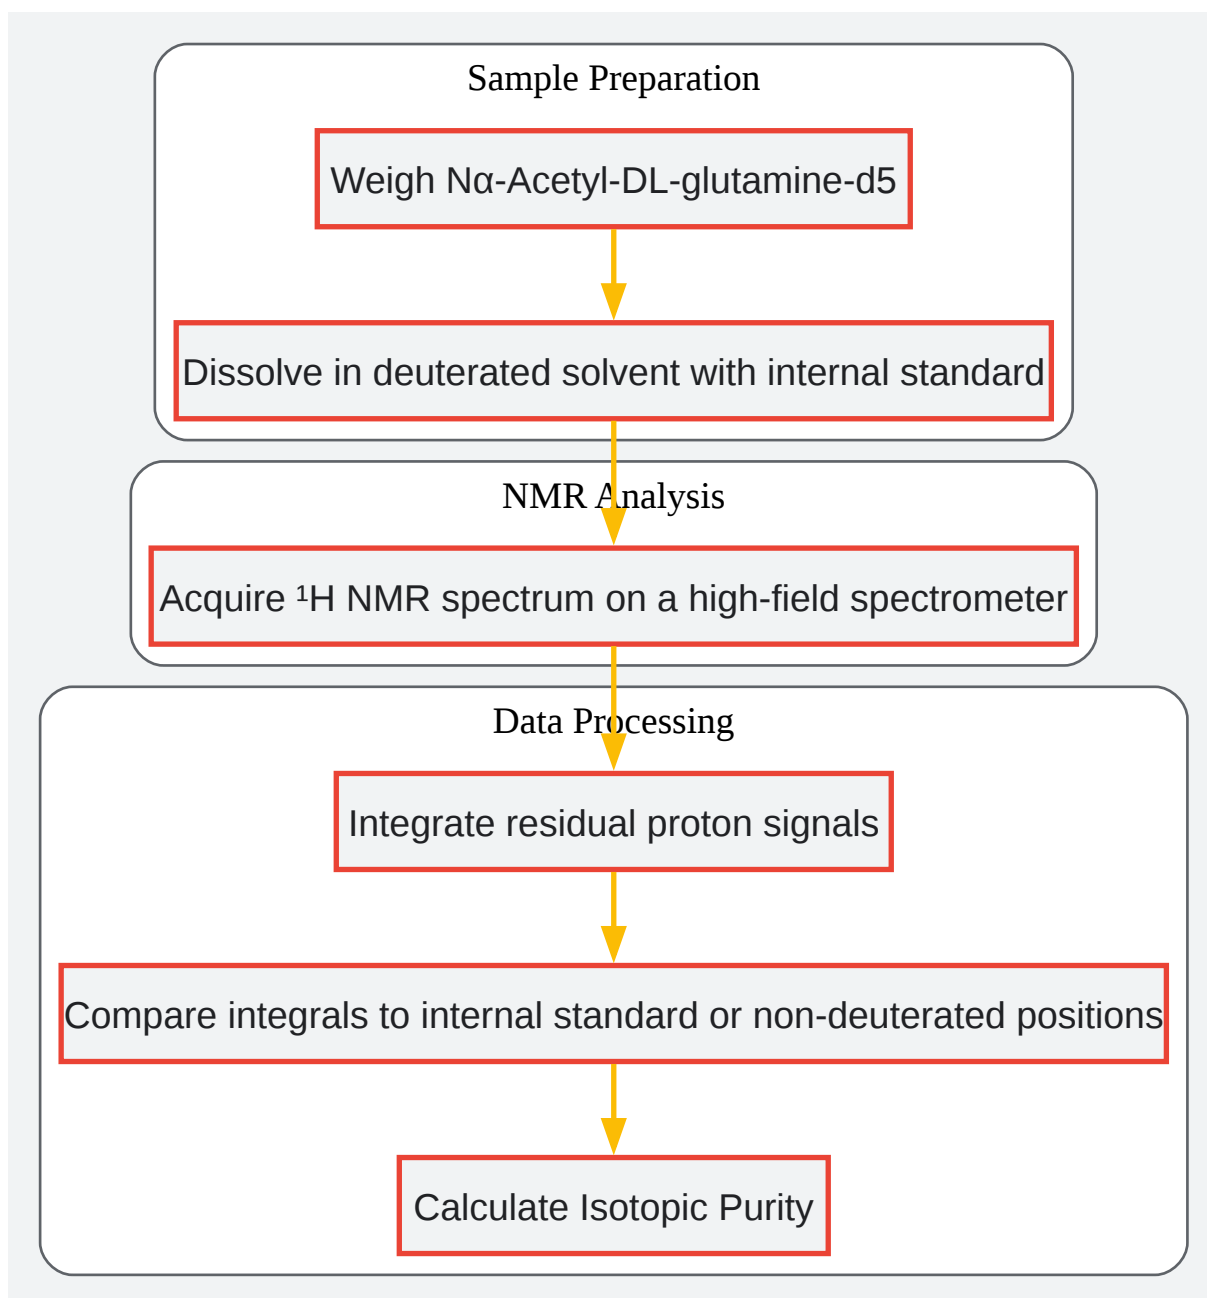 Sample Preparation
Weigh Nα-Acetyl-DL-glutamine-d5
Dissolve in deuterated solvent with internal standard
NMR Analysis
Acquire ¹H NMR spectrum on a high-field spectrometer
Data Processing
Integrate residual proton signals
Compare integrals to internal standard or non-deuterated positions
Calculate Isotopic Purity